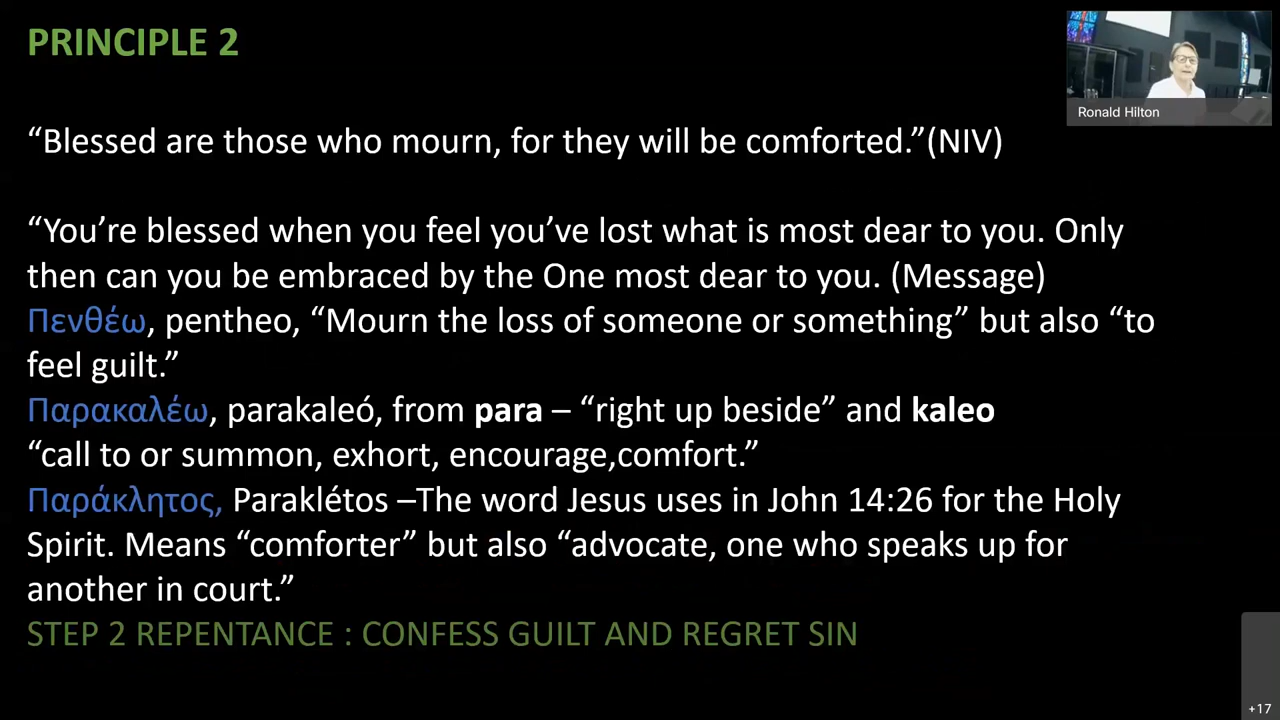 PRINCIPLE 2
Ronald Hilton
“Blessed are those who mourn, for they will be comforted.”(NIV)
“You’re blessed when you feel you’ve lost what is most dear to you. Only
then can you be embraced by the One most dear to you. (Message)
Πενθέω, pentheo, “Mourn the loss of someone or something” but also “to
feel guilt.”
Παρακαλέω, parakaleó, from para – “right up beside” and kaleo
“call to or summon, exhort, encourage,comfort.”
Παράκλητος, Paraklétos –The word Jesus uses in John 14:26 for the Holy
Spirit. Means “comforter” but also “advocate, one who speaks up for
another in court.”
STEP 2 REPENTANCE : CONFESS GUILT AND REGRET SIN
+17